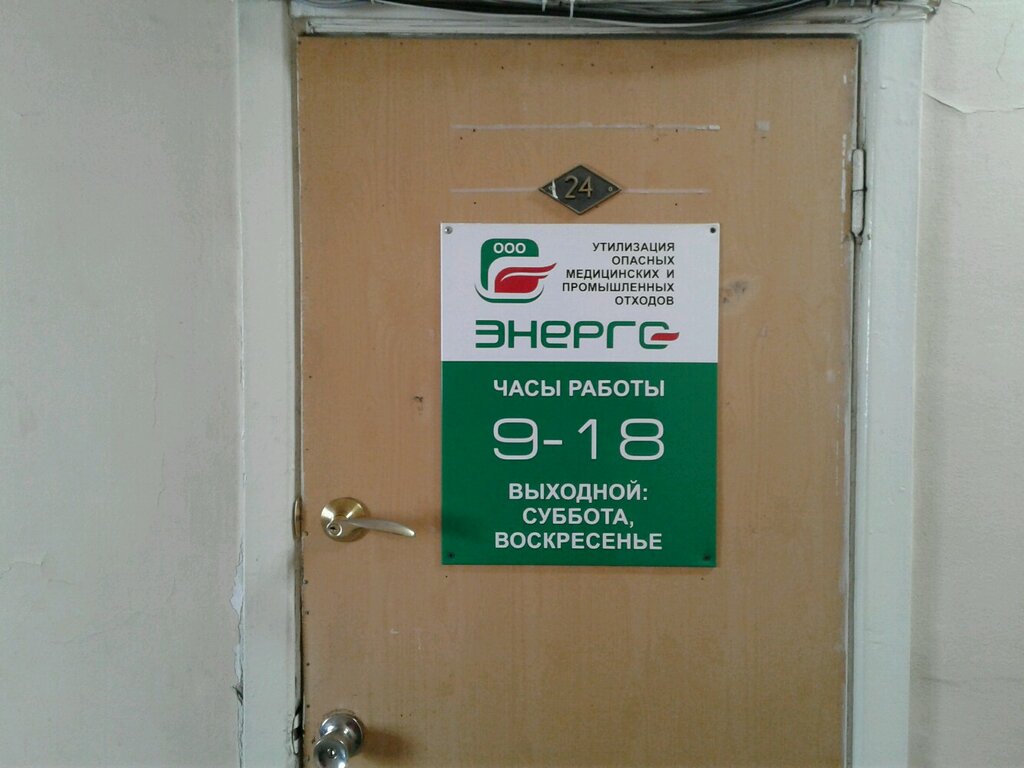 24
ООО
УТИЛИЗАЦИЯ
ОПАСНЫХ
МЕДИЦИНСКИХ И
ПРОМЫШЛЕННЫХ
ОТХОДОВ
ЭНЕРГО
ЧАСЫ РАБОТЫ
9-18
ВЫХОДНОЙ:
СУББОТА,
ВОСКРЕСЕНЬЕ